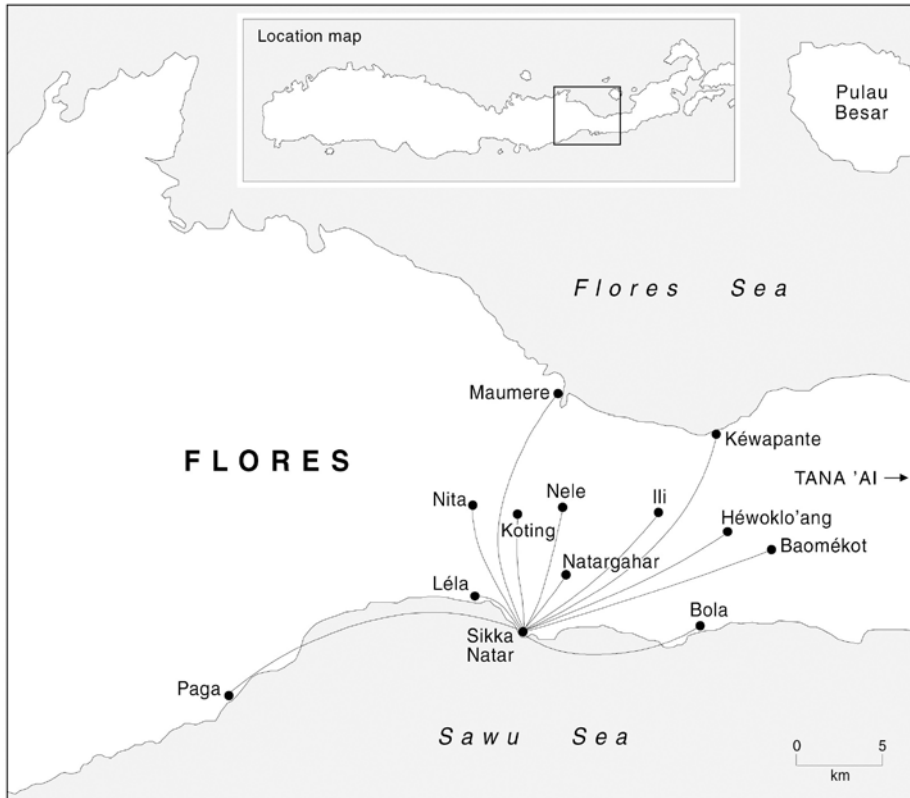 Location map
Pulau
Besar
Flores Sea
Maumere
Kéwapante
FLORES
TANA 'AI
Nita
Nele
Ili
Koting
Héwoklo'ang
Baomékot
Natargahar
Léla
Bola
Sikka
Natar
Paga
Sawu Sea
0 5
km